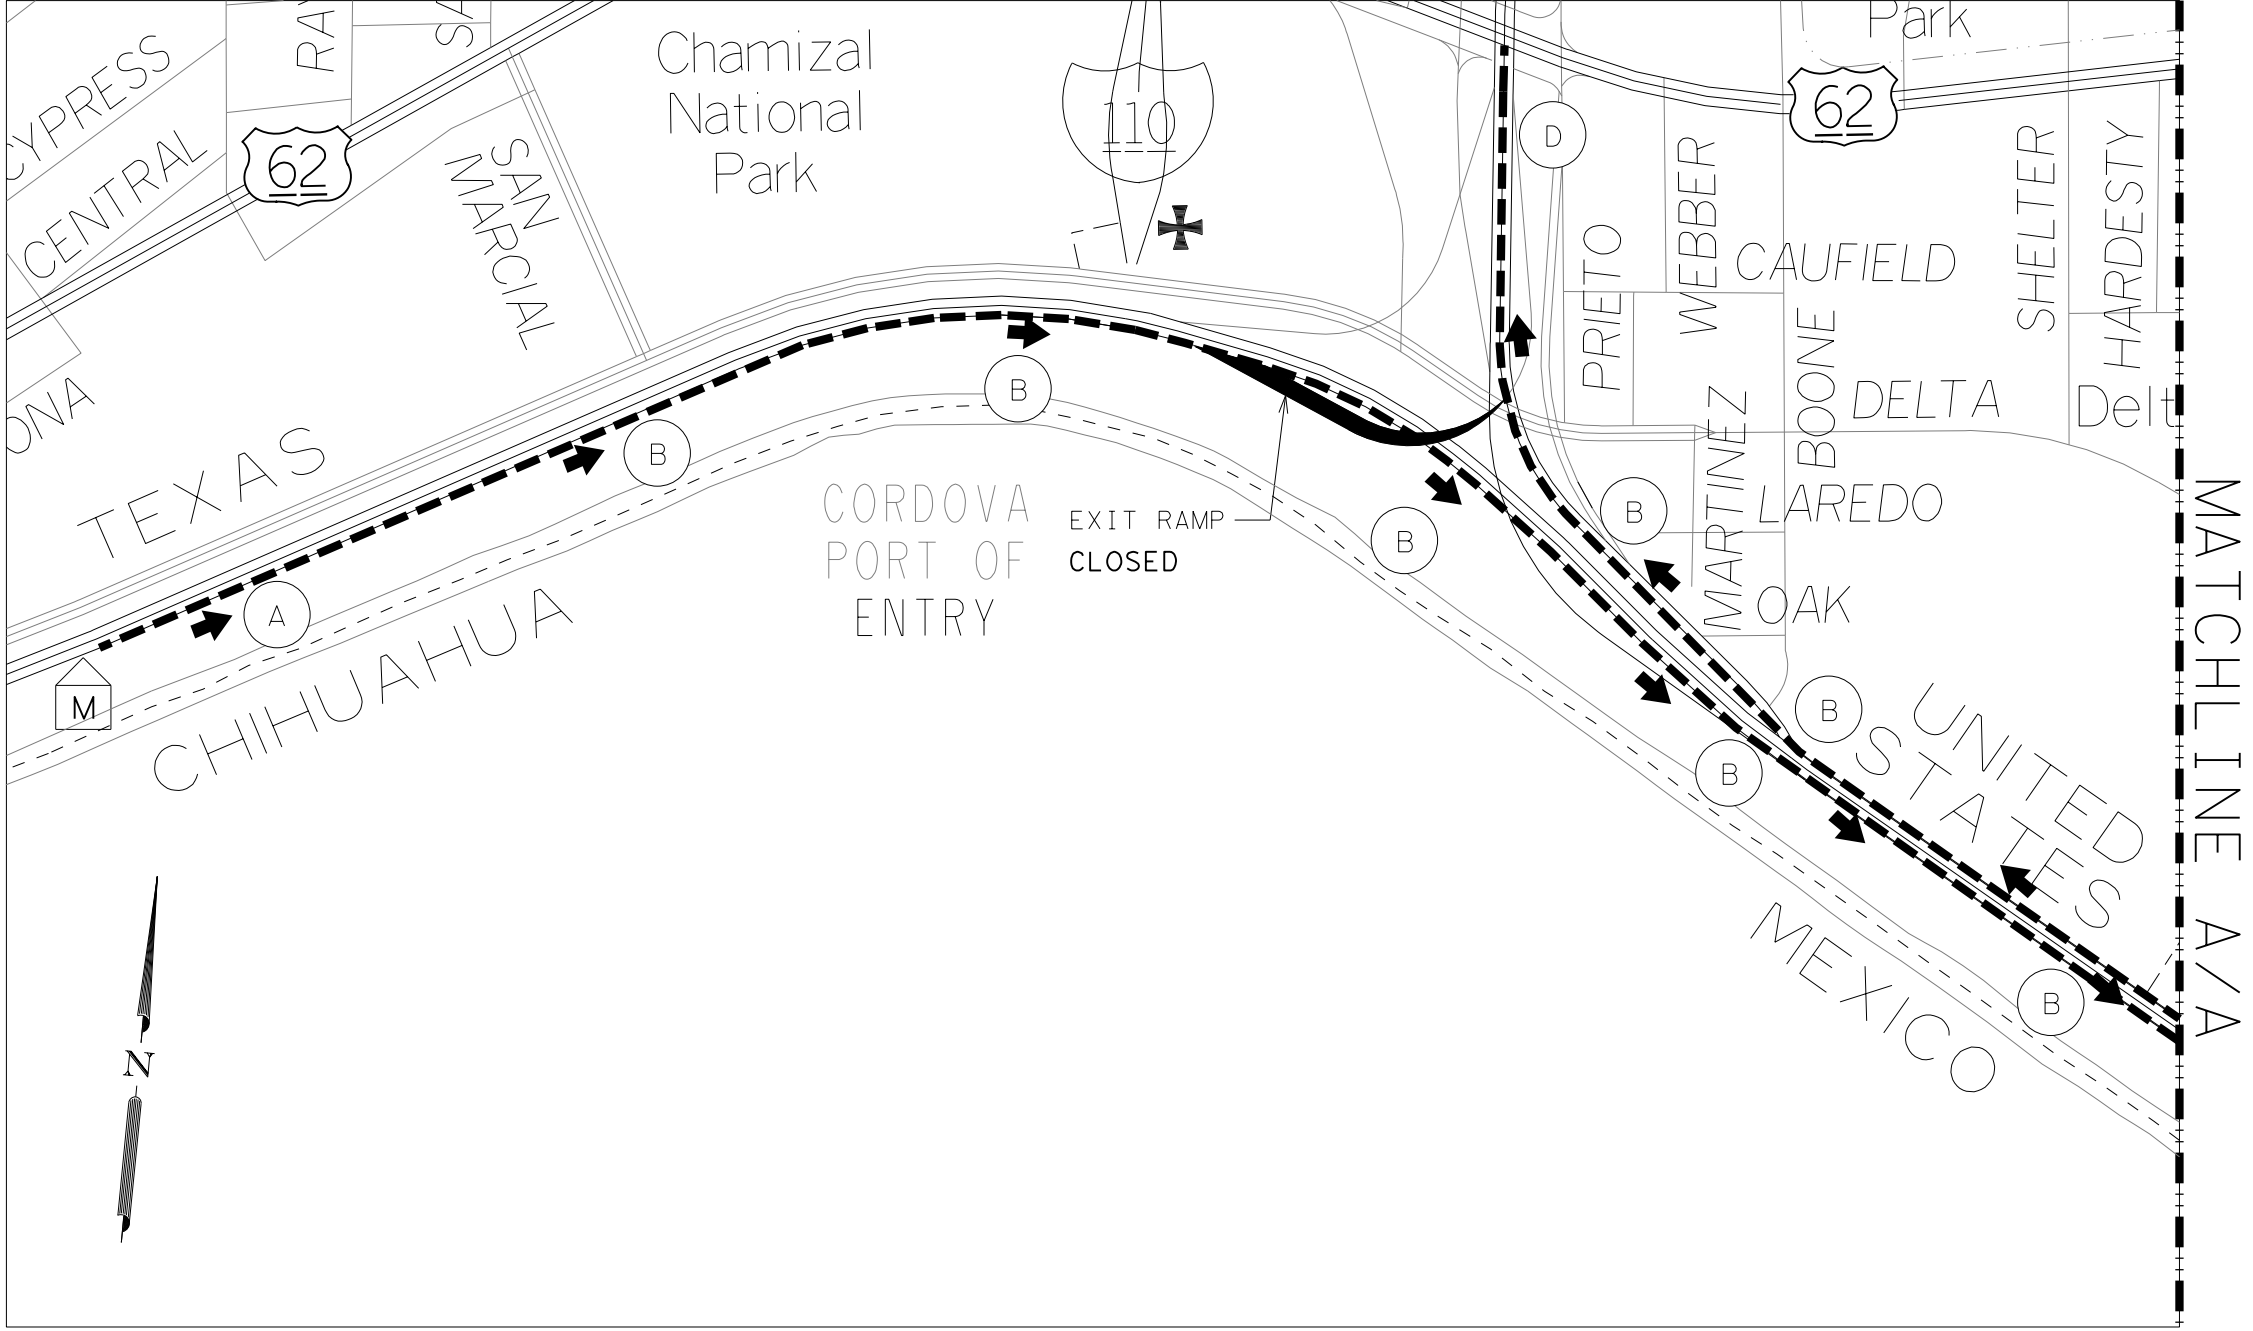 Park
CYPRESS
CENTRAL
62
Chamizal
National
Park
110
D
62
WEBBER
SHELTER
HARDESTY
SAN
MARCIAL
PRIETO
CAUFIELD
BOONE
DELTA
Delt
TEXAS
B
B
CORDOVA
PORT OF
ENTRY
EXIT RAMP
CLOSED
B
B
MARTINEZ
LAREDO
OAK
A
CHIHUAHUA
M
B
B
UNITED
STATES
MEXICO
B
MATCHLINE A/A
N